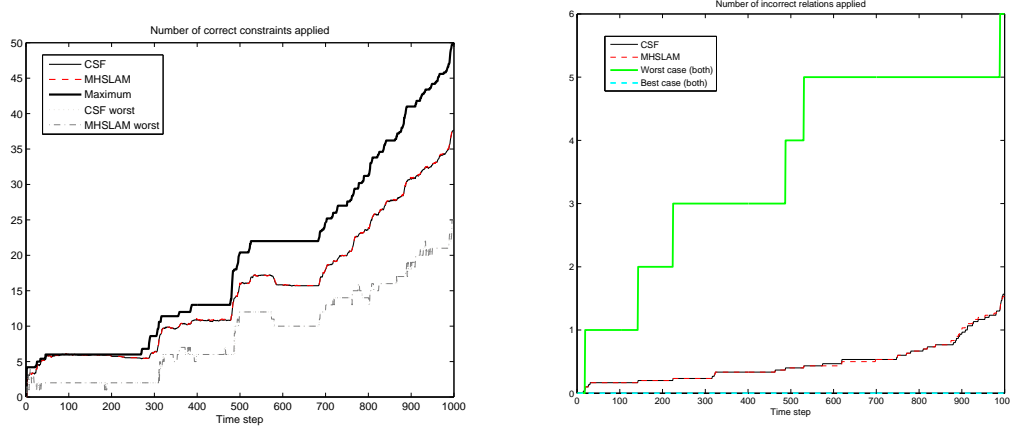 Number of correct constraints applied
50
45
40
35
30
25
20
15
10
5
0
CSF
MHSLAM
Maximum
CSF worst
MHSLAM worst
0 100 200 300 400 500 600 700 800 900 1000
Time step
Number of incorrect relations applied
6
5
4
3
2
1
0
CSF
MHSLAM
Worst case (both)
Best case (both)
0 100 200 300 400 500 600 700 800 900 100
Time step